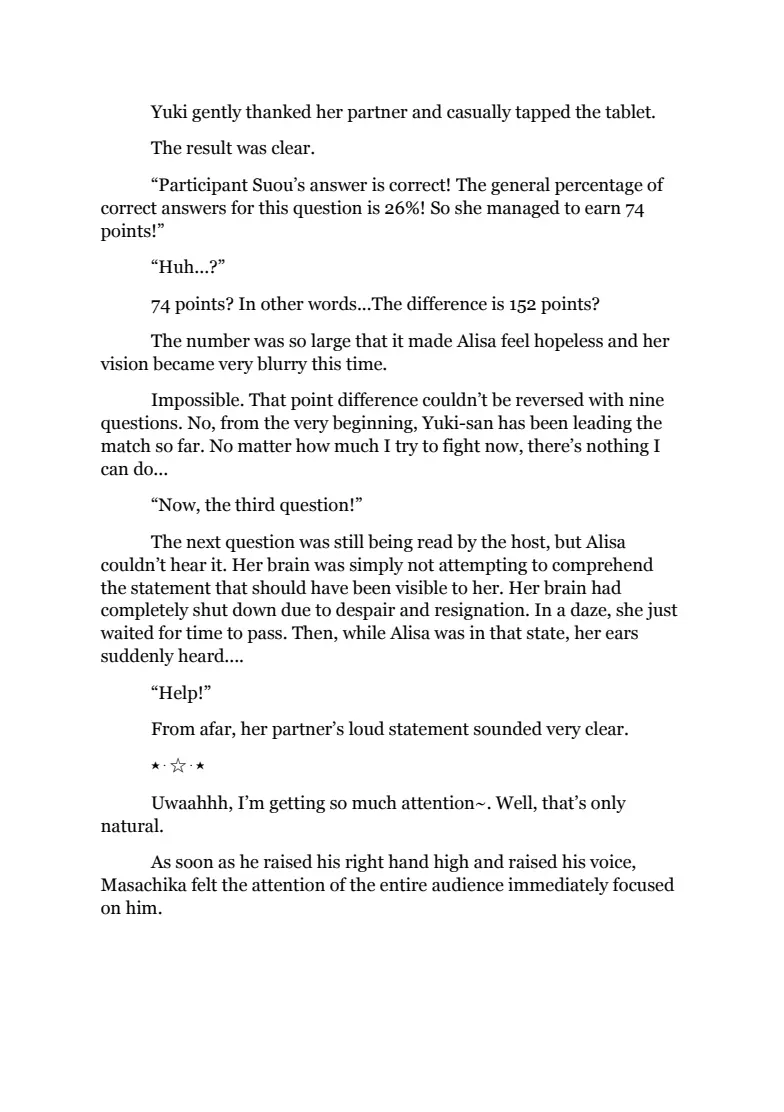 Yuki gently thanked her partner and casually tapped the tablet.
The result was clear.
“Participant Suou’s answer is correct! The general percentage of
correct answers for this question is 26%! So she managed to earn 74
points!”
“Huh...?”
74 points? In other words...The difference is 152 points?
The number was so large that it made Alisa feel hopeless and her
vision became very blurry this time.
Impossible. That point difference couldn’t be reversed with nine
questions. No, from the very beginning, Yuki-san has been leading the
match so far. No matter how much I try to fight now, there’s nothing I
can do...
“Now, the third question!”
The next question was still being read by the host, but Alisa
couldn’t hear it. Her brain was simply not attempting to comprehend
the statement that should have been visible to her. Her brain had
completely shut down due to despair and resignation. In a daze, she just
waited for time to pass. Then, while Alisa was in that state, her ears
suddenly heard....
“Help!”
From afar, her partner’s loud statement sounded very clear.
⋆·☆·⋆
Uwaahhh, I’m getting so much attention~. Well, that’s only
natural.
As soon as he raised his right hand high and raised his voice,
Masachika felt the attention of the entire audience immediately focused
on him.